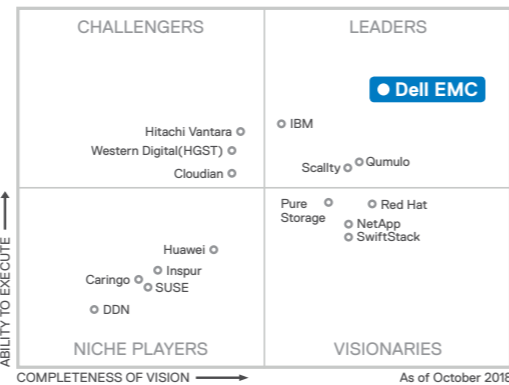 CHALLENGERS
LEADERS
Dell EMC
IBM
Hitachi Vantara
Western Digital(HGST)
Cloudian
Scallty
Qumulo
Pure
Storage
Red Hat
NetApp
SwiftStack
Huawei
Inspur
Caringo
SUSE
DDN
NICHE PLAYERS
VISIONARIES
ABILITY TO EXECUTE
COMPLETENESS OF VISION
As of October 2018